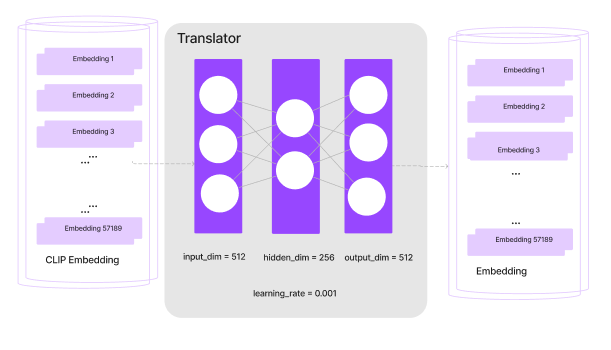 Translator
Embedding 1
Embedding 2
Embedding 3
...
...
...
...
Embedding 57189
CLIP Embedding
input_dim = 512
hidden_dim = 256
output_dim = 512
learning_rate = 0.001
Embedding 1
Embedding 2
Embedding 3
...
...
Embedding 57189
Embedding